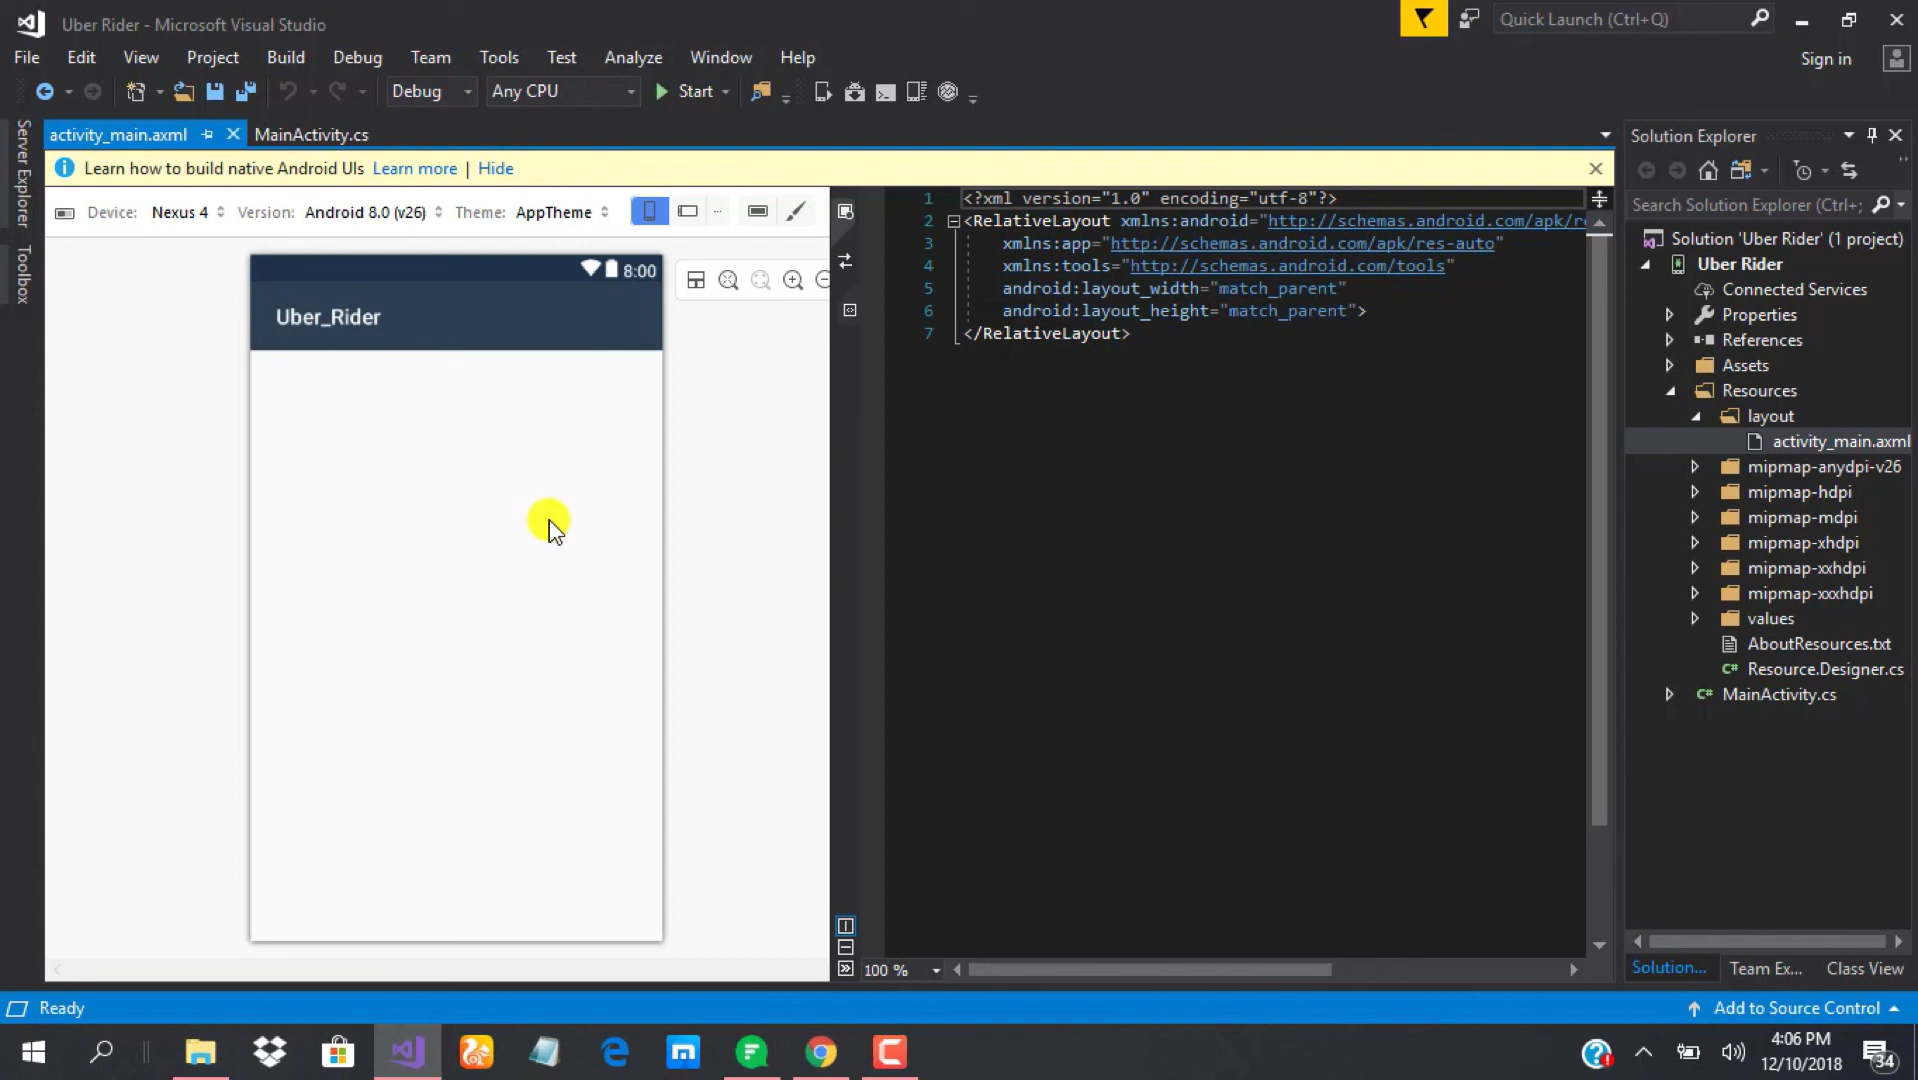 Uber Rider - Microsoft Visual Studio
Quick Launch (Ctrl+Q)
File Edit View Project Build Debug Team Tools Test Analyze Window Help
Sign in
Debug Any CPU Start
Server Explorer
Toolbox
activity_main.axml MainActivity.cs
Learn how to build native Android UIs Learn more | Hide
Device: Nexus 4 Version: Android 8.0 (v26) Theme: AppTheme ...
8:00
Uber_Rider
1 <?xml version="1.0" encoding="utf-8"?>
2 <RelativeLayout xmlns:android="http://schemas.android.com/apk/re
3 xmlns:app="http://schemas.android.com/apk/res-auto"
4 xmlns:tools="http://schemas.android.com/tools"
5 android:layout_width="match_parent"
6 android:layout_height="match_parent">
7 </RelativeLayout>
100 %
Solution Explorer
Search Solution Explorer (Ctrl+;
Solution 'Uber Rider' (1 project)
Uber Rider
Connected Services
Properties
References
Assets
Resources
layout
activity_main.axml
mipmap-anydpi-v26
mipmap-hdpi
mipmap-mdpi
mipmap-xhdpi
mipmap-xxhdpi
mipmap-xxxhdpi
values
AboutResources.txt
C# Resource.Designer.cs
C# MainActivity.cs
Solution... Team Ex... Class View
Ready
Add to Source Control
4:06 PM
12/10/2018
34